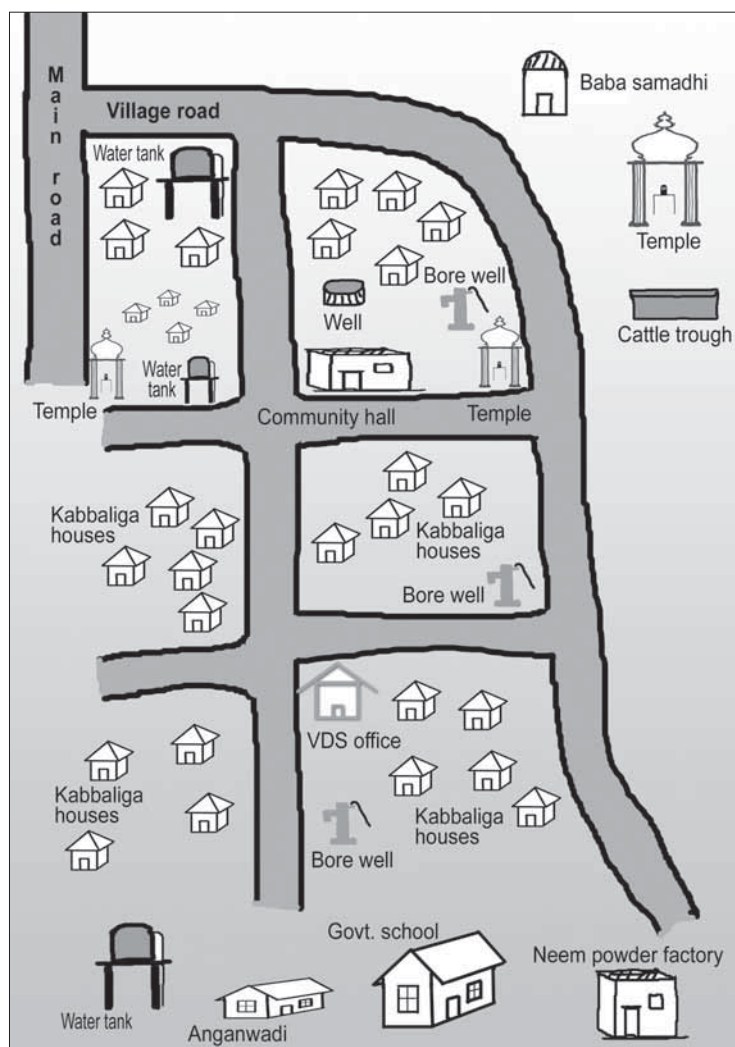 Main road
Village road
Baba samadhi
Water tank
Temple
Bore well
Well
Cattle trough
Water
tank
Temple
Community hall
Temple
Kabbaliga
houses
Kabbaliga
houses
Bore well
VDS office
Kabbaliga
houses
Kabbaliga
houses
Bore well
Govt. school
Neem powder factory
Water tank
Anganwadi